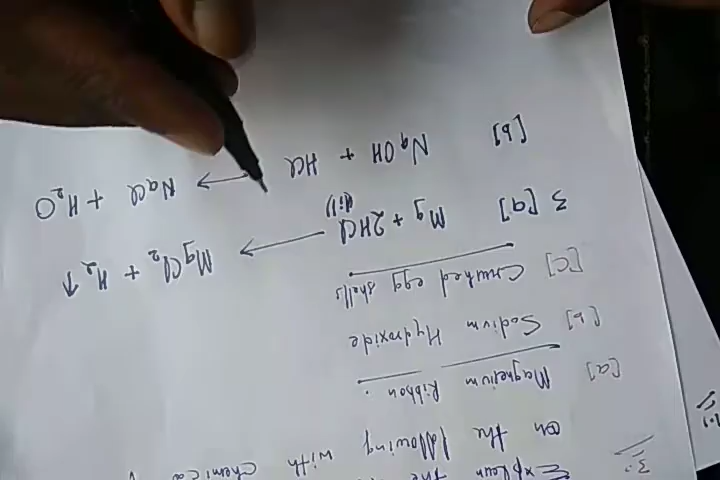 3.
Explain the
on the following with chemical
[a] Magnesium Ribbon.
[b] Sodium Hydroxide
[c] Crushed egg shells
3 [a] Mg + 2HCl (dil) → MgCl₂ + H₂ ↑
[b] NaOH + HCl → NaCl + H₂O